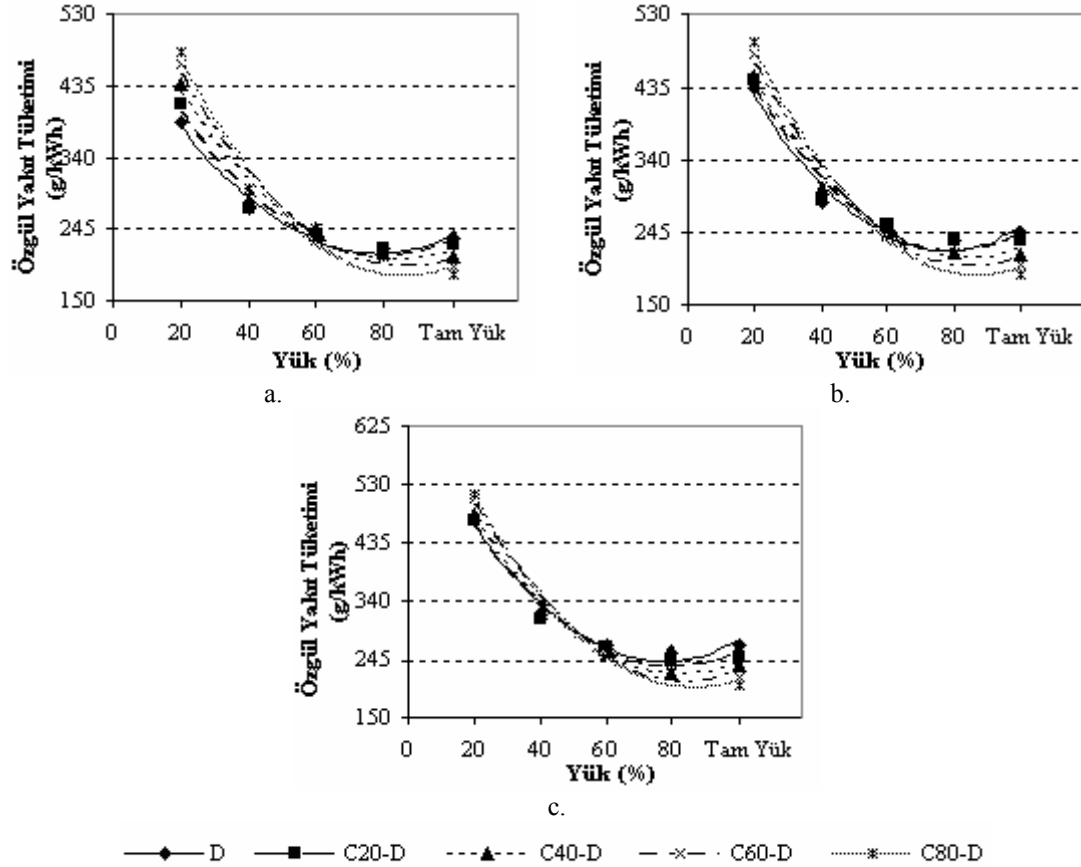 530
435
340
245
150
Özgül Yakıt Tüketimi
(g/kWh)
0 20 40 60 80 Tam Yük
Yük (%)
a.
530
435
340
245
150
Özgül Yakıt Tüketimi
(g/kWh)
0 20 40 60 80 Tam Yük
Yük (%)
b.
625
530
435
340
245
150
Özgül Yakıt Tüketimi
(g/kWh)
0 20 40 60 80 Tam Yük
Yük (%)
c.
D C20-D C40-D C60-D C80-D